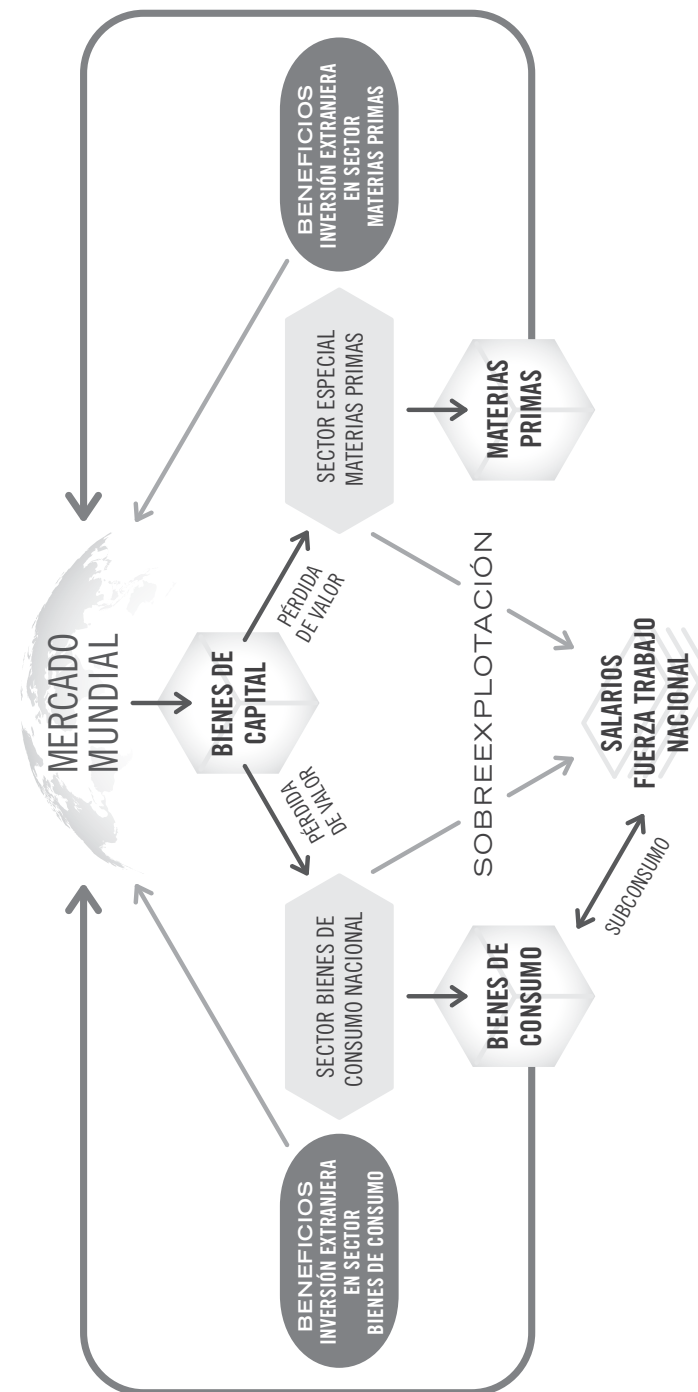 MERCADO
MUNDIAL
BIENES DE
CAPITAL
PÉRDIDA
DE VALOR
PÉRDIDA
DE VALOR
BENEFICIOS
INVERSIÓN EXTRANJERA
EN SECTOR
BIENES DE CONSUMO
SECTOR BIENES DE
CONSUMO NACIONAL
SECTOR ESPECIAL
MATERIAS PRIMAS
BENEFICIOS
INVERSIÓN EXTRANJERA
EN SECTOR
MATERIAS PRIMAS
SOBREEXPLOTACIÓN
BIENES DE
CONSUMO
MATERIAS
PRIMAS
SUBCONSUMO
SALARIOS
FUERZA TRABAJO
NACIONAL